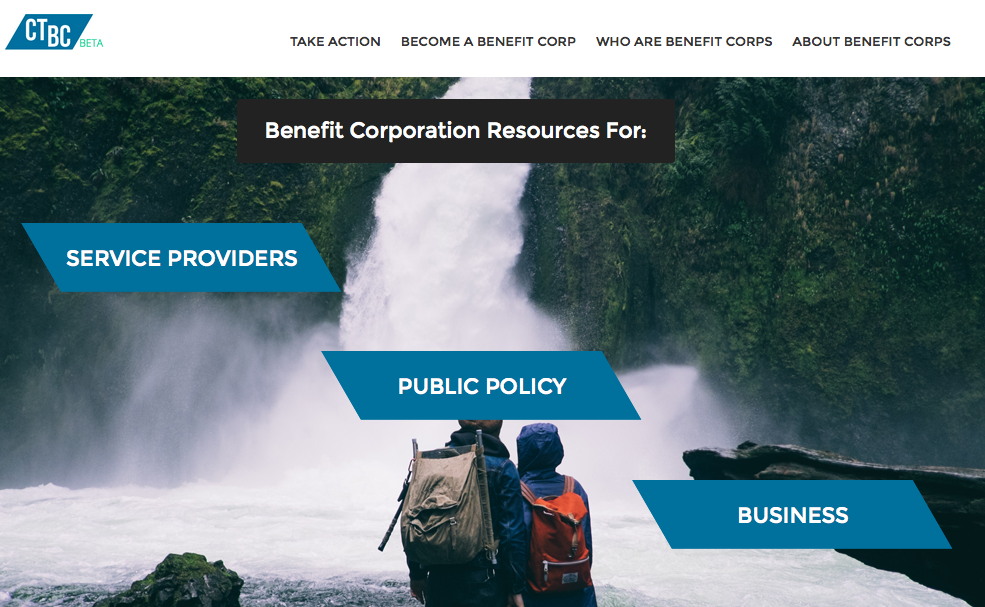 CTBC BETA
TAKE ACTION BECOME A BENEFIT CORP WHO ARE BENEFIT CORPS ABOUT BENEFIT CORPS
Benefit Corporation Resources For:
SERVICE PROVIDERS
PUBLIC POLICY
BUSINESS